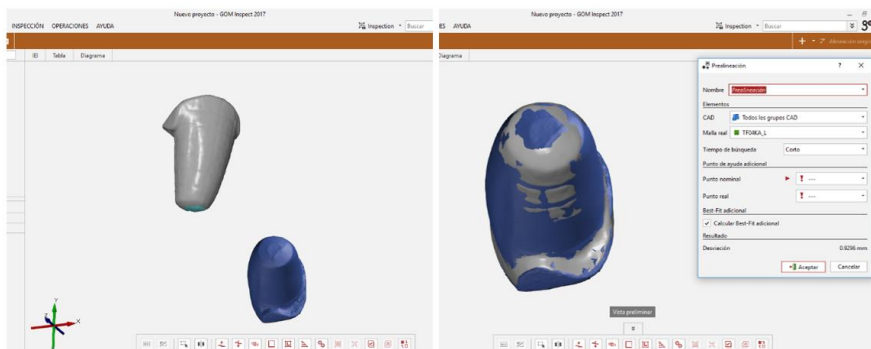 Nuevo proyecto - GOM Inspect 2017
INSPECCIÓN OPERACIONES AYUDA
Inspection
Buscar
Tabla Diagrama
Y
X
Nuevo proyecto - GOM Inspect 2017
AYUDA
Inspection
Buscar
Diagrama
Prealineación
Nombre Prealineación
Elementos
CAD Todos los grupos CAD
Malla real TF04KA_L
Tiempo de búsqueda Corto
Punto de ayuda adicional
Punto nominal ---
Punto real ---
Best-Fit adicional
Calcular Best-Fit adicional
Resultado
Desviación 0.9296 mm
Aceptar Cancelar
Vista preliminar